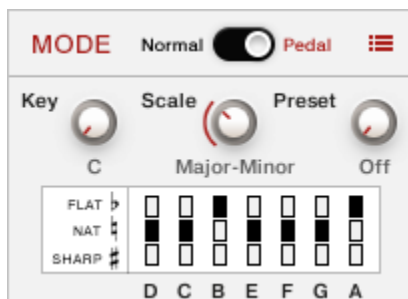 MODE Normal Pedal
Key Scale Preset
C Major-Minor Off
FLAT ♭
NAT ♮
SHARP ♯
D C B E F G A